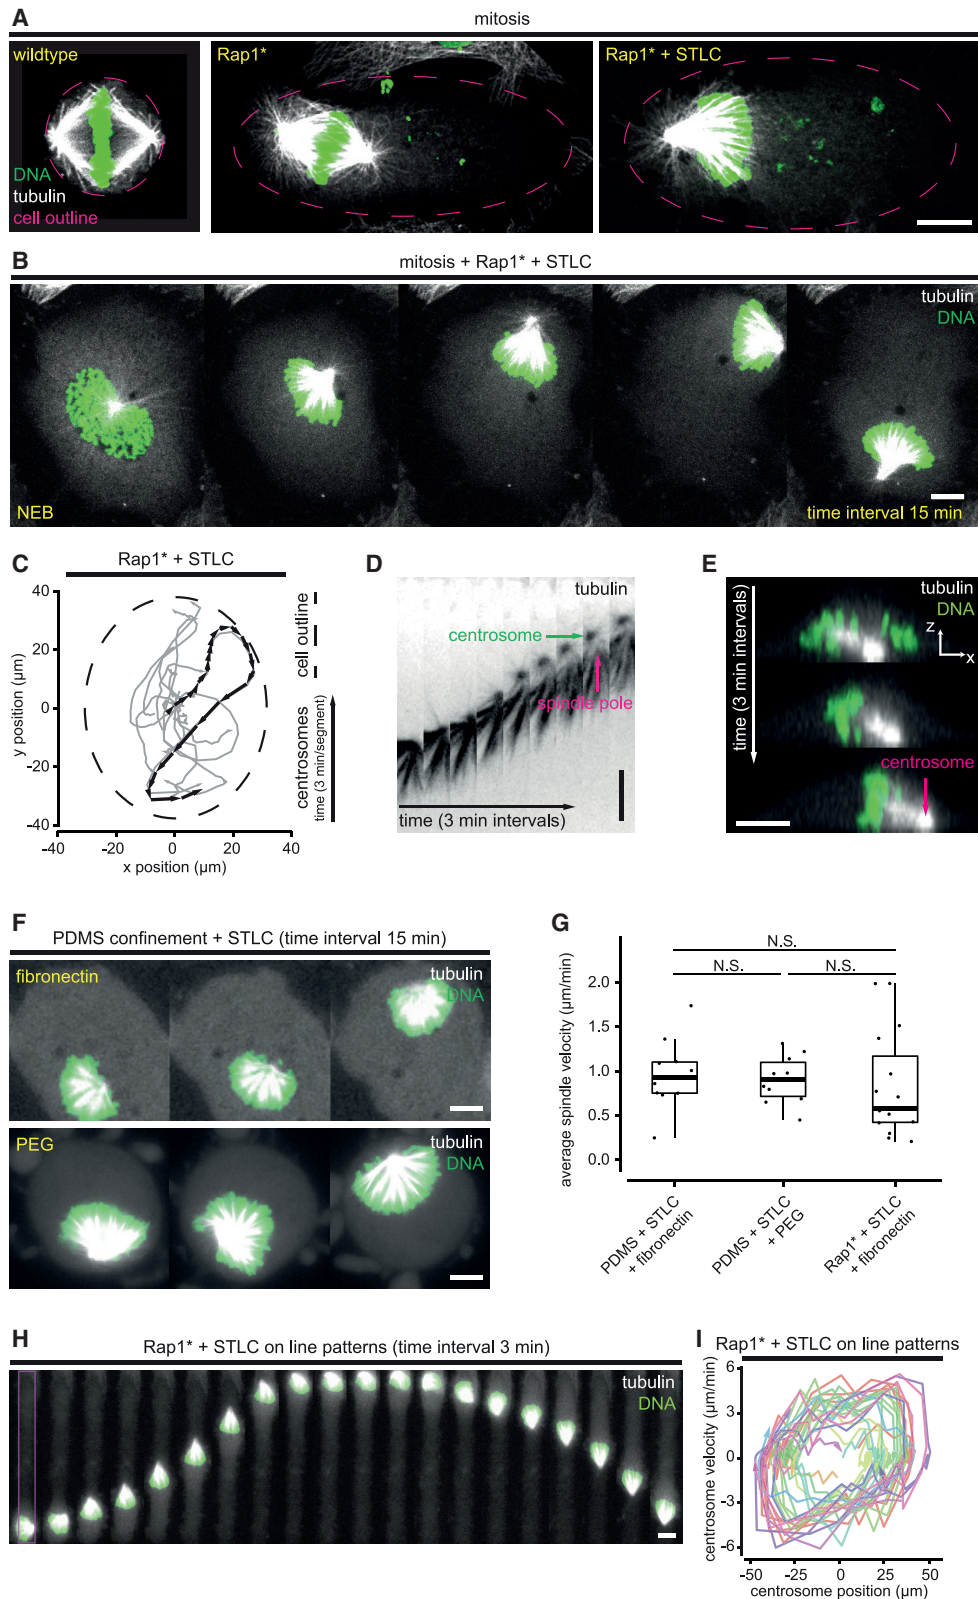 A
mitosis
wildtype
DNA
tubulin
cell outline
Rap1*
Rap1* + STLC
B
mitosis + Rap1* + STLC
tubulin
DNA
NEB
time interval 15 min
C
Rap1* + STLC
y position (µm)
40
20
0
-20
-40
-40
-20
0
20
40
x position (µm)
cell outline
centrosomes
time (3 min/segment)
D
tubulin
centrosome
spindle pole
time (3 min intervals)
E
time (3 min intervals)
tubulin
DNA
z
x
centrosome
F
PDMS confinement + STLC (time interval 15 min)
fibronectin
tubulin
DNA
PEG
tubulin
DNA
G
N.S.
N.S.
N.S.
average spindle velocity (µm/min)
2.0
1.5
1.0
0.5
0.0
PDMS + STLC
+ fibronectin
PDMS + STLC
+ PEG
Rap1* + STLC
+ fibronectin
H
Rap1* + STLC on line patterns (time interval 3 min)
tubulin
DNA
I
Rap1* + STLC on line patterns
centrosome velocity (µm/min)
6
3
0
-3
-6
-50
-25
0
25
50
centrosome position (µm)